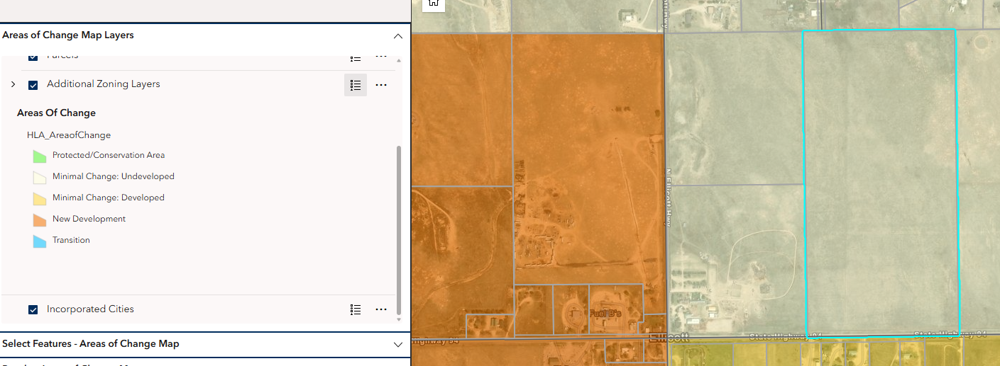 Areas of Change Map Layers
Parcels
Additional Zoning Layers
Areas Of Change
HLA_AreaofChange
Protected/Conservation Area
Minimal Change: Undeveloped
Minimal Change: Developed
New Development
Transition
Incorporated Cities
Select Features - Areas of Change Map
ott Hwy
N Ellicott Hwy
Fuel B's
Highway 94
Ellicott
State Highway 94
State Highway 94